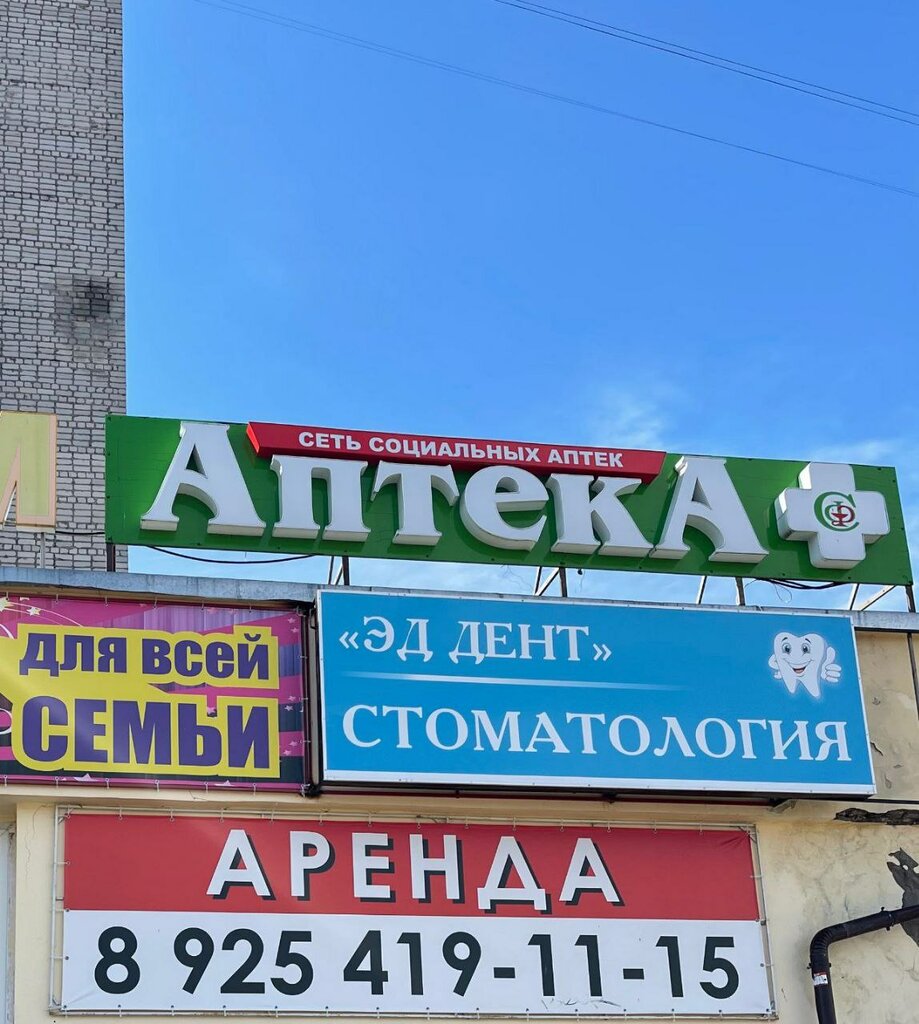 СЕТЬ СОЦИАЛЬНЫХ АПТЕК
АптекА
для всей
СЕМЬИ
«ЭД ДЕНТ»
СТОМАТОЛОГИЯ
АРЕНДА
8 925 419-11-15